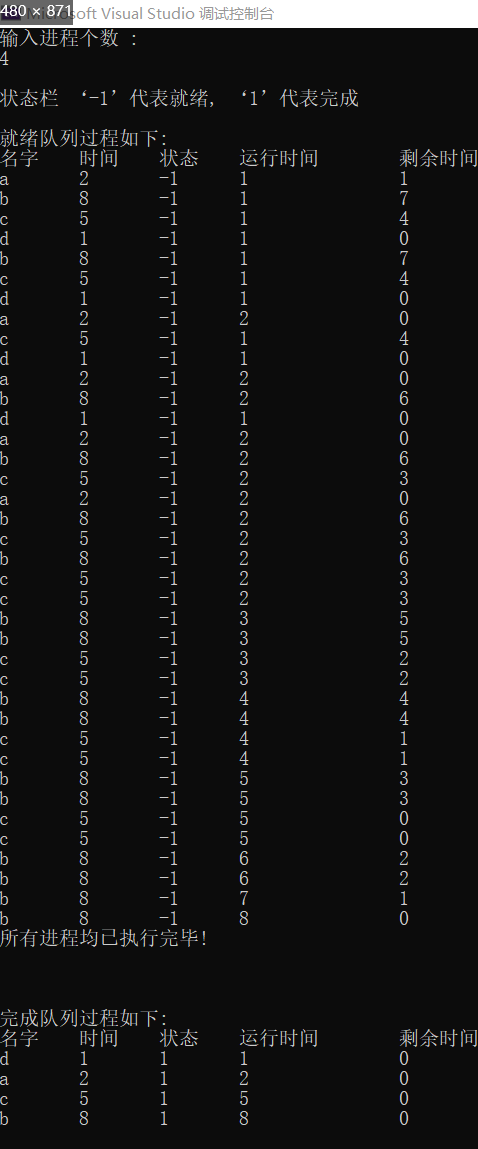 480 × 871
Microsoft Visual Studio 调试控制台
输入进程个数 :
4
状态栏 ‘-1’代表就绪, ‘1’代表完成
就绪队列过程如下:
名字 时间 状态 运行时间 剩余时间
a 2 -1 1 1
b 8 -1 1 7
c 5 -1 1 4
d 1 -1 1 0
b 8 -1 1 7
c 5 -1 1 4
d 1 -1 1 0
a 2 -1 2 0
c 5 -1 1 4
d 1 -1 1 0
a 2 -1 2 0
b 8 -1 2 6
d 1 -1 1 0
a 2 -1 2 0
b 8 -1 2 6
c 5 -1 2 3
a 2 -1 2 0
b 8 -1 2 6
c 5 -1 2 3
b 8 -1 2 6
c 5 -1 2 3
c 5 -1 2 3
b 8 -1 3 5
b 8 -1 3 5
c 5 -1 3 2
c 5 -1 3 2
b 8 -1 4 4
b 8 -1 4 4
c 5 -1 4 1
c 5 -1 4 1
b 8 -1 5 3
b 8 -1 5 3
c 5 -1 5 0
c 5 -1 5 0
b 8 -1 6 2
b 8 -1 6 2
b 8 -1 7 1
b 8 -1 8 0
所有进程均已执行完毕!
完成队列过程如下:
名字 时间 状态 运行时间 剩余时间
d 1 1 1 0
a 2 1 2 0
c 5 1 5 0
b 8 1 8 0